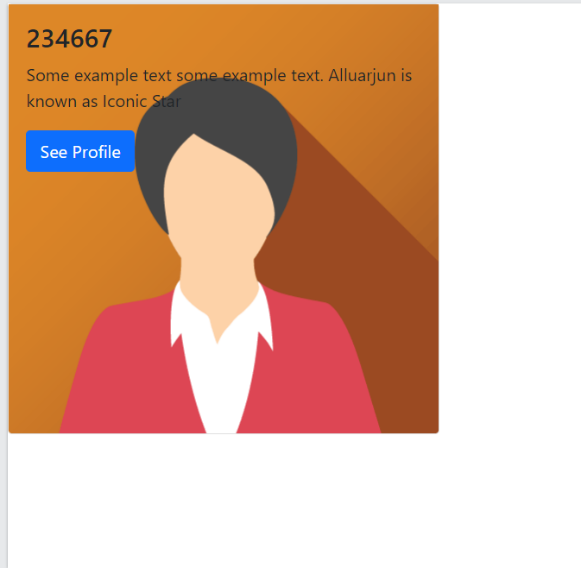 234667
Some example text some example text. Alluarjun is
known as Iconic Star
See Profile